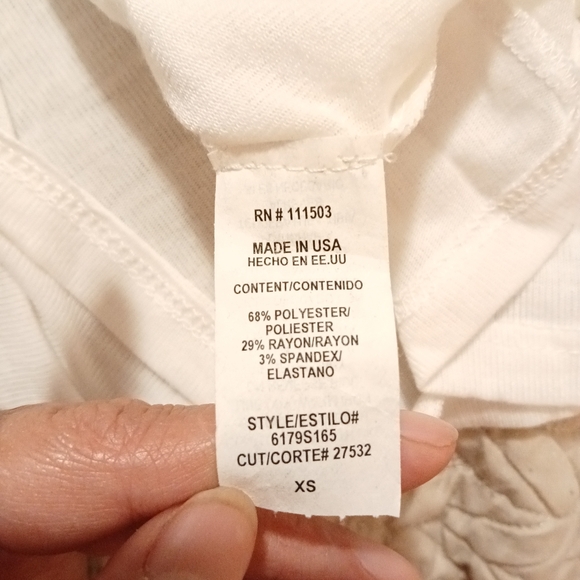 RN # 111503
MADE IN USA
HECHO EN EE.UU
CONTENT/CONTENIDO
68% POLYESTER/
POLIESTER
29% RAYON/RAYON
3% SPANDEX/
ELASTANO
STYLE/ESTILO#
6179S165
CUT/CORTE# 27532
XS